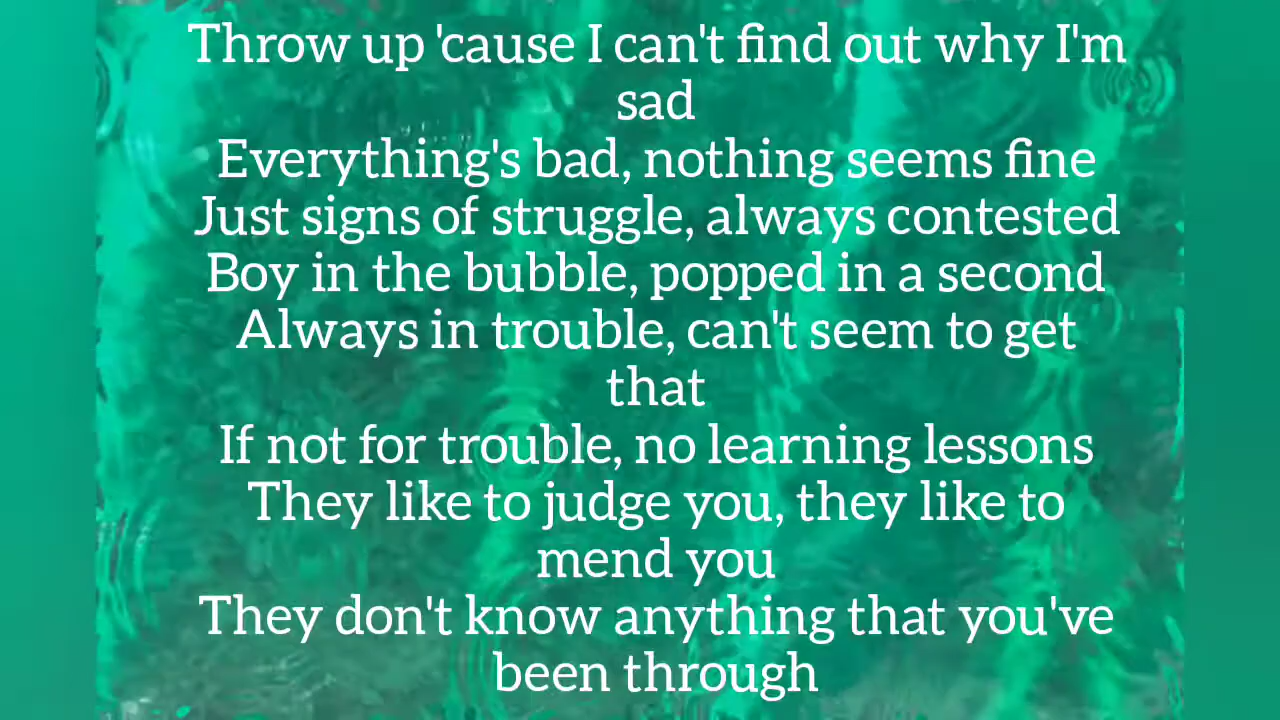 Throw up 'cause I can't find out why I'm
sad
Everything's bad, nothing seems fine
Just signs of struggle, always contested
Boy in the bubble, popped in a second
Always in trouble, can't seem to get
that
If not for trouble, no learning lessons
They like to judge you, they like to
mend you
They don't know anything that you've
been through